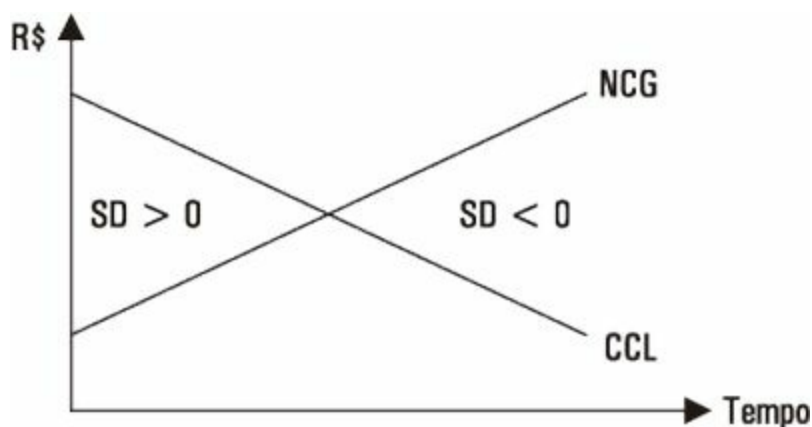 R$
NCG
SD > 0
SD < 0
CCL
Tempo